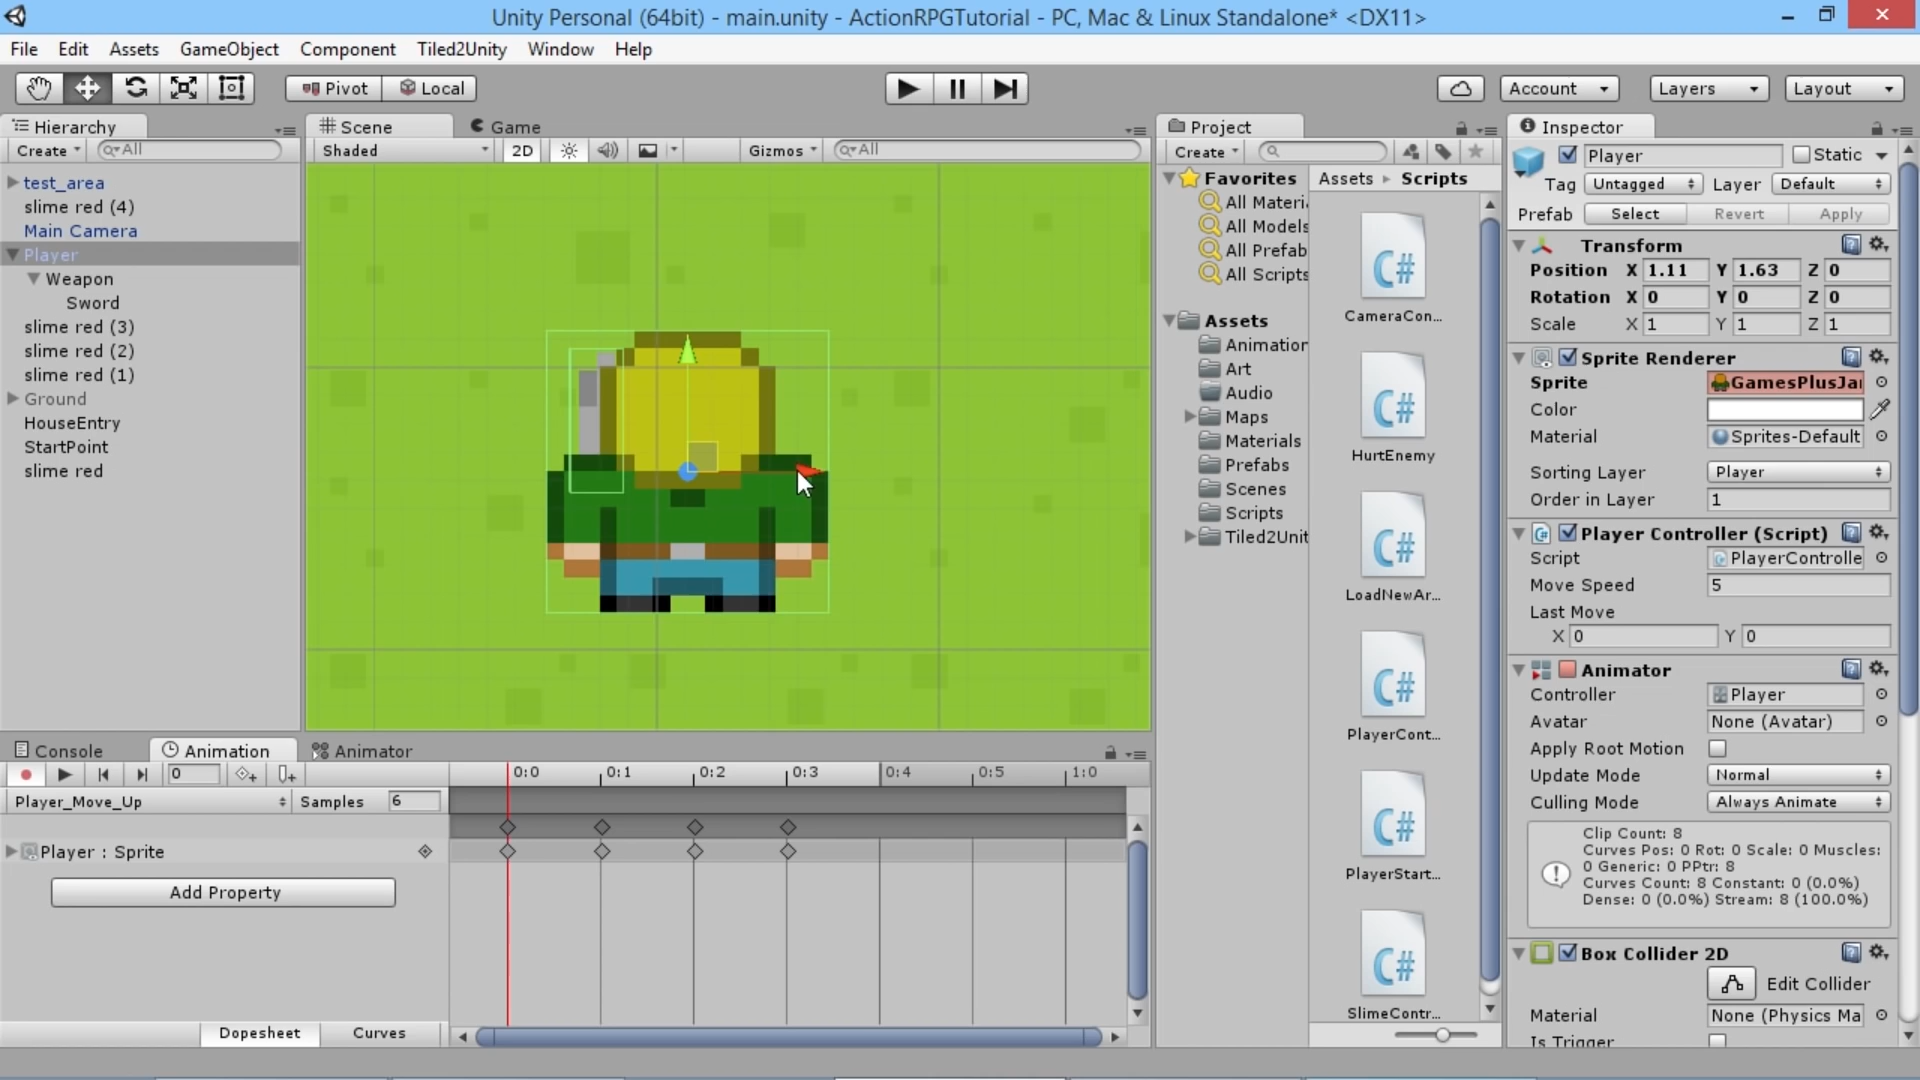 Unity Personal (64bit) - main.unity - ActionRPGTutorial - PC, Mac & Linux Standalone* <DX11>
File Edit Assets GameObject Component Tiled2Unity Window Help
Pivot Local Account Layers Layout
Hierarchy
Create All
test_area
slime red (4)
Main Camera
Player
Weapon
Sword
slime red (3)
slime red (2)
slime red (1)
Ground
HouseEntry
StartPoint
slime red
Scene Game
Shaded 2D Gizmos All
Console Animation Animator
0 0:0 0:1 0:2 0:3 0:4 0:5 1:0
Player_Move_Up Samples 6
Player : Sprite
Add Property
Dopesheet Curves
Project
Create
Favorites
All Materi
All Models
All Prefab
All Scripts
Assets
Animation
Art
Audio
Maps
Materials
Prefabs
Scenes
Scripts
Tiled2Unit
Assets Scripts
C#
CameraCon...
C#
HurtEnemy
C#
LoadNewAr...
C#
PlayerCont...
C#
PlayerStart...
C#
SlimeContr...
Inspector
Player Static
Tag Untagged Layer Default
Prefab Select Revert Apply
Transform
Position X 1.11 Y 1.63 Z 0
Rotation X 0 Y 0 Z 0
Scale X 1 Y 1 Z 1
Sprite Renderer
Sprite GamesPlusJa
Color
Material Sprites-Default
Sorting Layer Player
Order in Layer 1
Player Controller (Script)
Script PlayerControlle
Move Speed 5
Last Move
X 0 Y 0
Animator
Controller Player
Avatar None (Avatar)
Apply Root Motion
Update Mode Normal
Culling Mode Always Animate
Clip Count: 8
Curves Pos: 0 Rot: 0 Scale: 0 Muscles:
0 Generic: 0 PPtr: 8
Curves Count: 8 Constant: 0 (0.0%)
Dense: 0 (0.0%) Stream: 8 (100.0%)
Box Collider 2D
Edit Collider
Material None (Physics Ma
Is Trigger